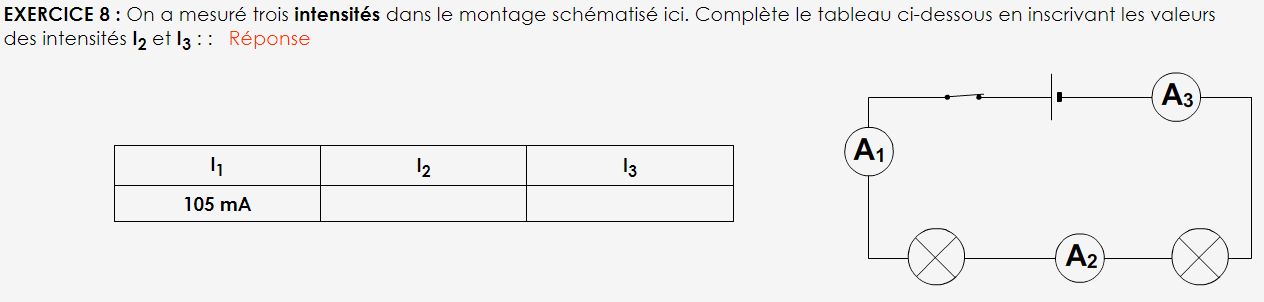 EXERCICE 8 : On a mesuré trois intensités dans le montage schématisé ici. Complète le tableau ci-dessous en inscrivant les valeurs
des intensités I2 et I3 : : Réponse
A3
A1
I1 I2 I3
105 mA
A2